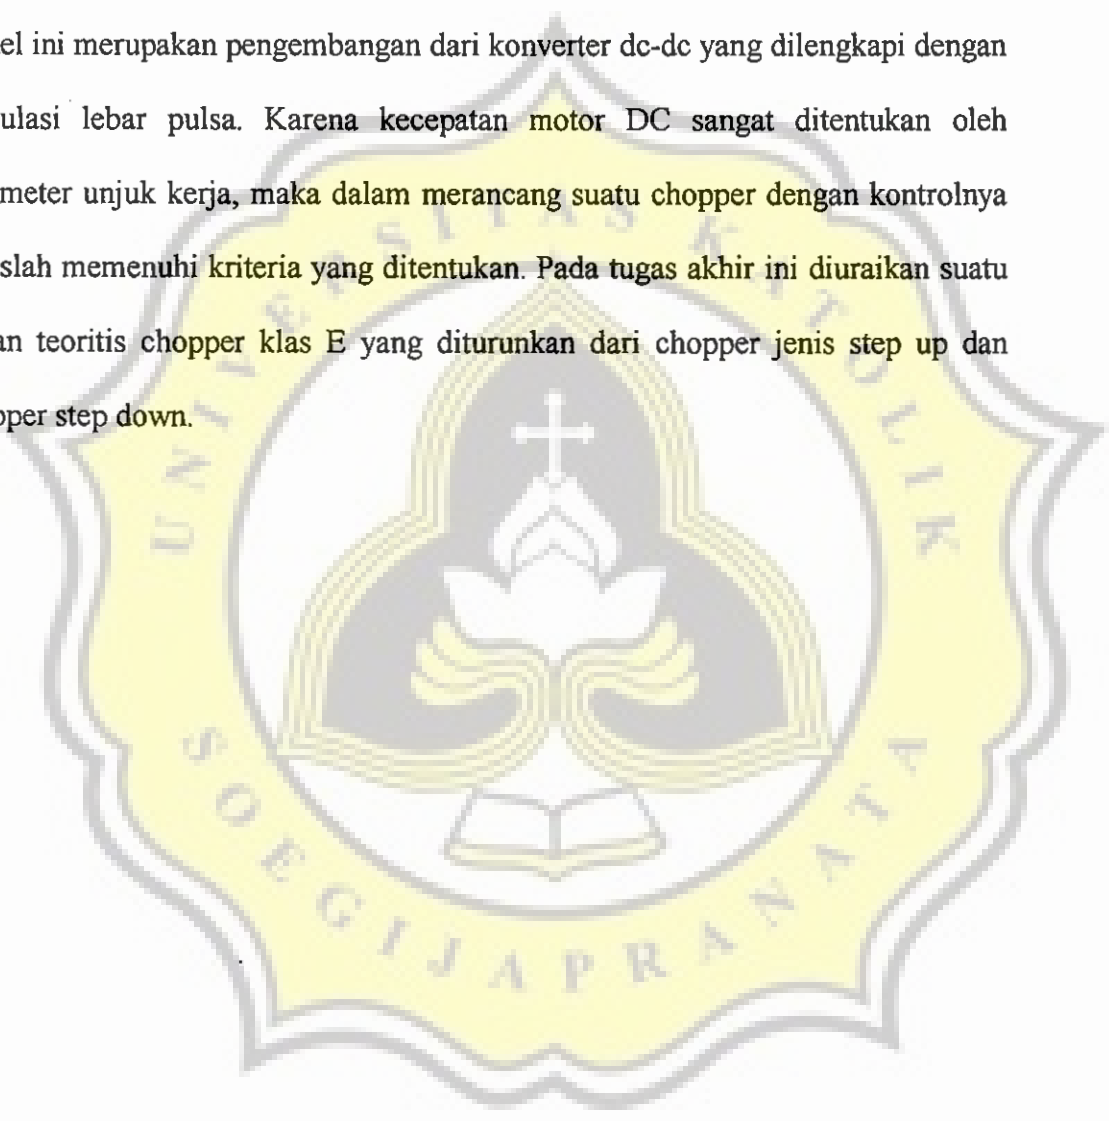 el ini merupakan pengembangan dari konverter dc-dc yang dilengkapi dengan
ulasi lebar pulsa. Karena kecepatan motor DC sangat ditentukan oleh
meter unjuk kerja, maka dalam merancang suatu chopper dengan kontrolnya
slah memenuhi kriteria yang ditentukan. Pada tugas akhir ini diuraikan suatu
an teoritis chopper klas E yang diturunkan dari chopper jenis step up dan
pper step down.
UNIVERSITAS KATOLIK
SOEGIJAPRANATA